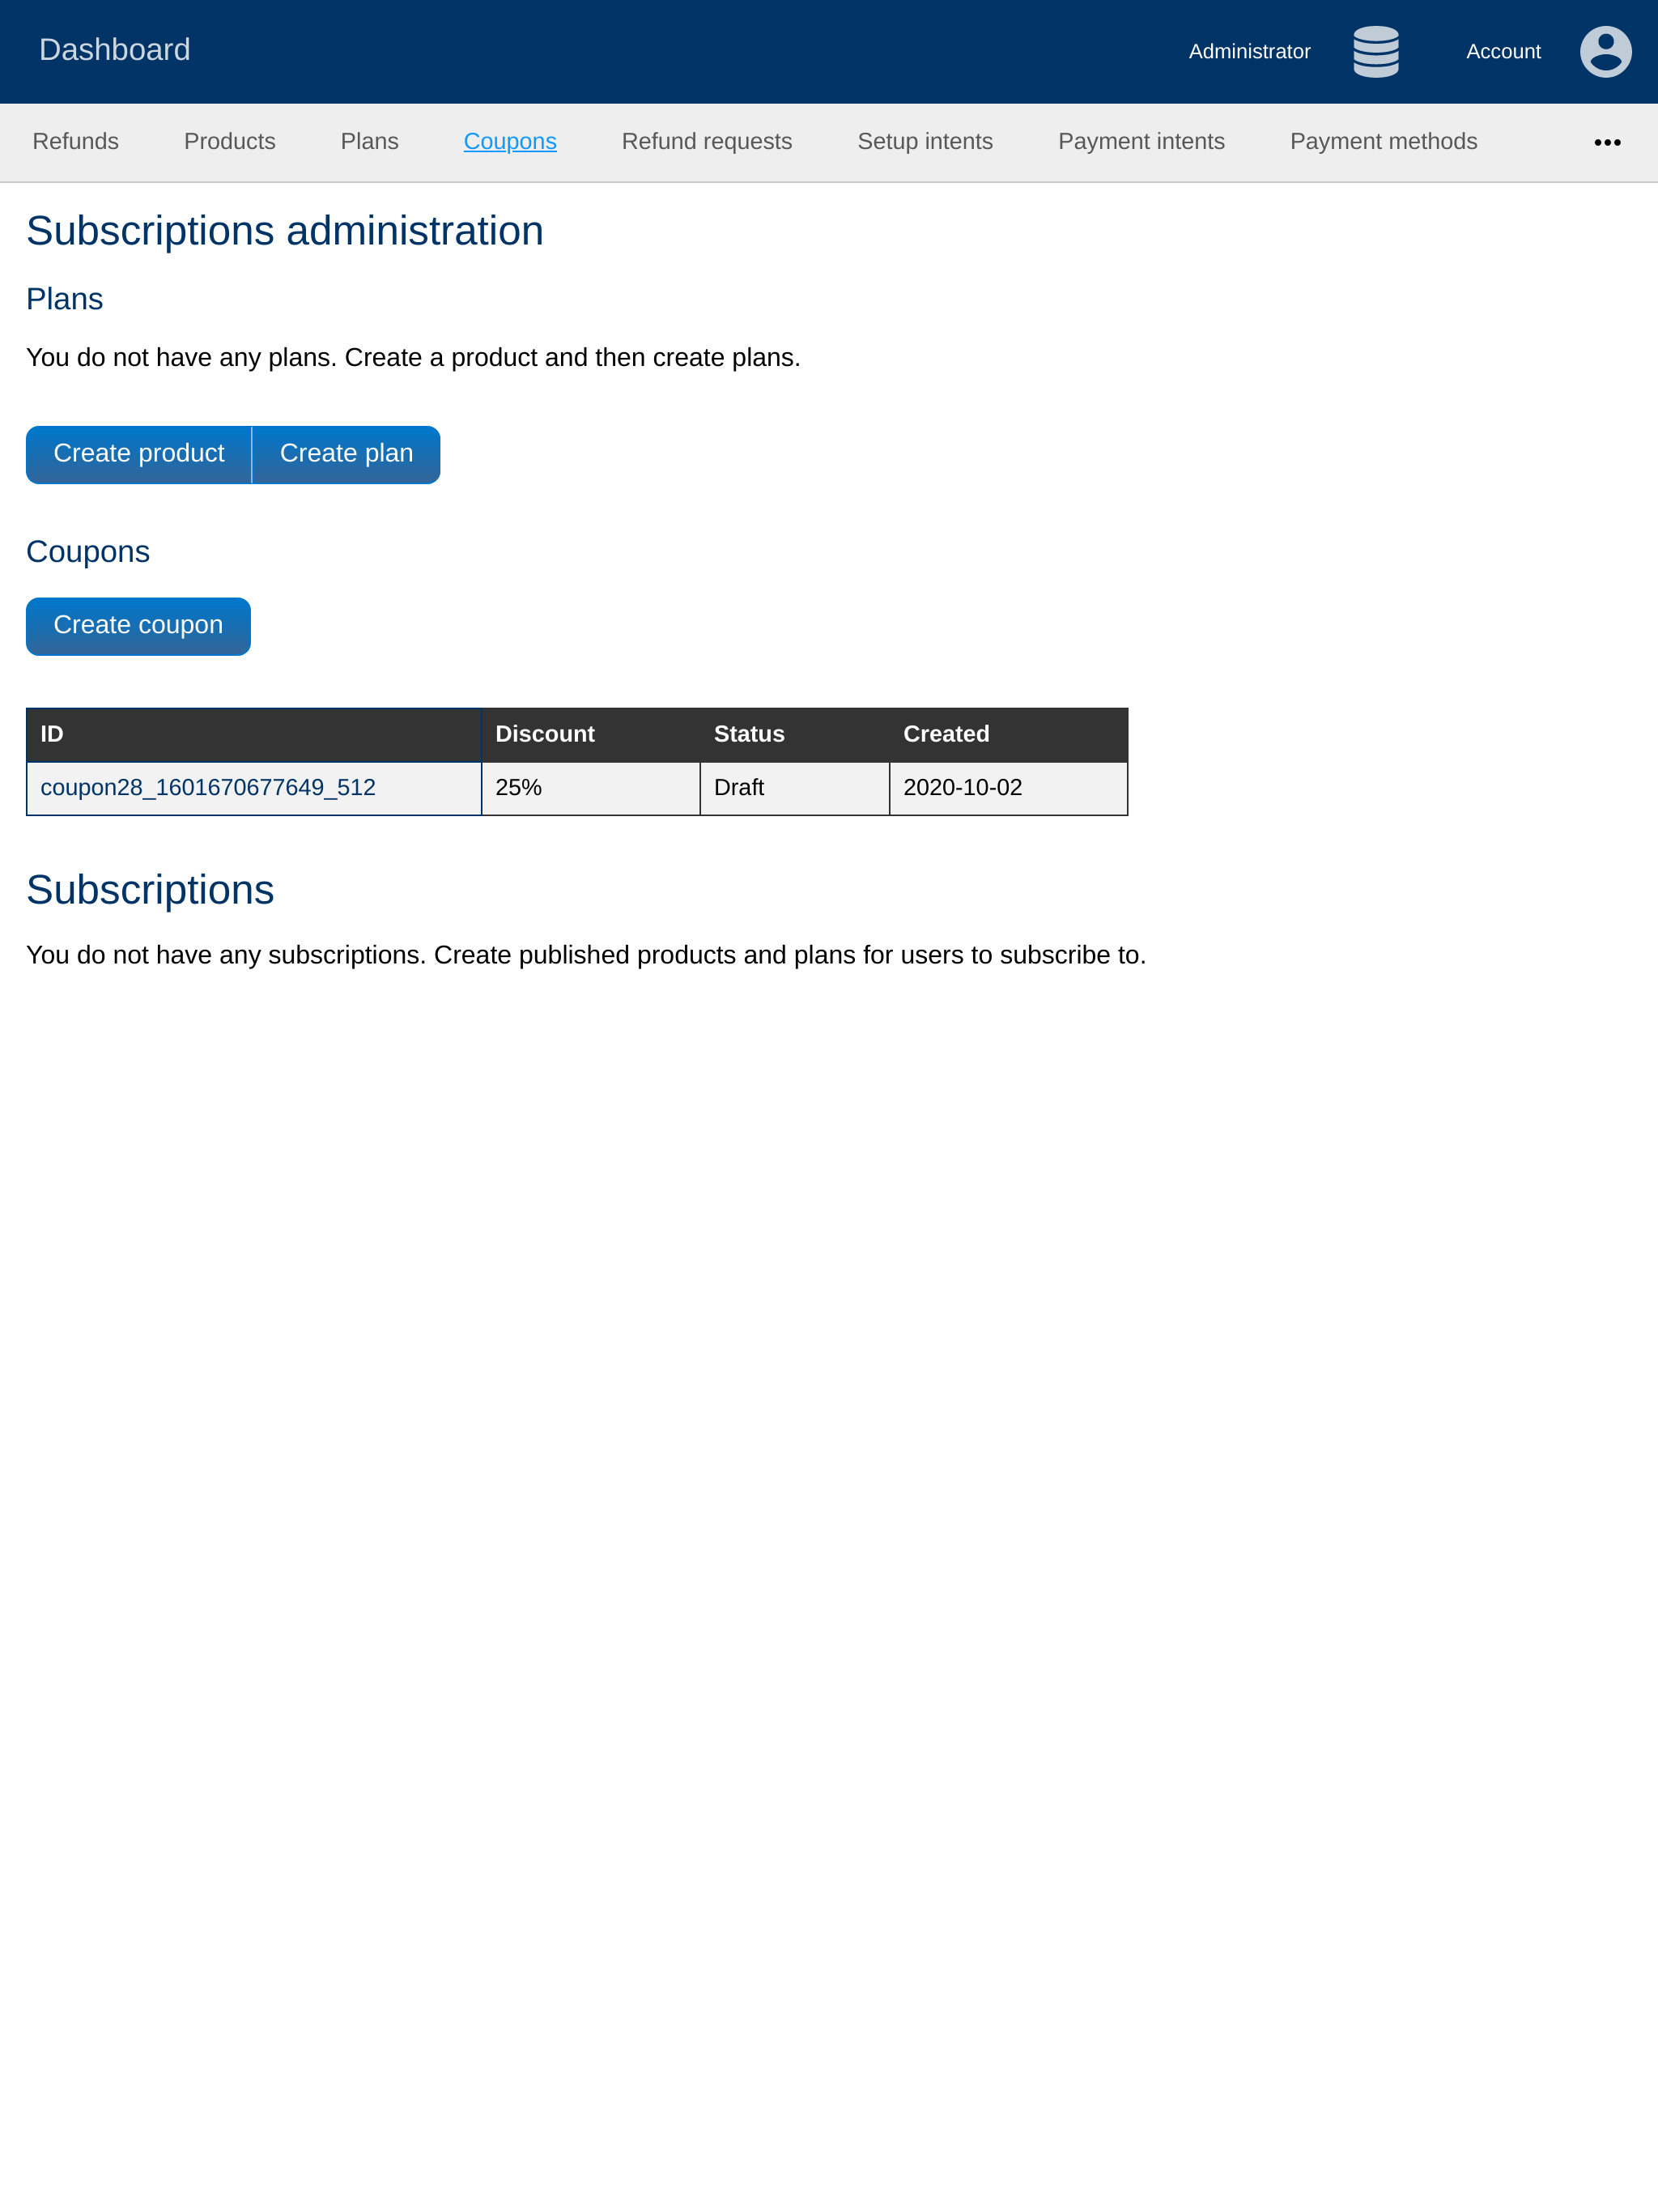 Dashboard Administrator Account
Refunds Products Plans Coupons Refund requests Setup intents Payment intents Payment methods •••
Subscriptions administration
Plans
You do not have any plans. Create a product and then create plans.
Create product Create plan
Coupons
Create coupon
ID Discount Status Created
coupon28_1601670677649_512 25% Draft 2020-10-02
Subscriptions
You do not have any subscriptions. Create published products and plans for users to subscribe to.